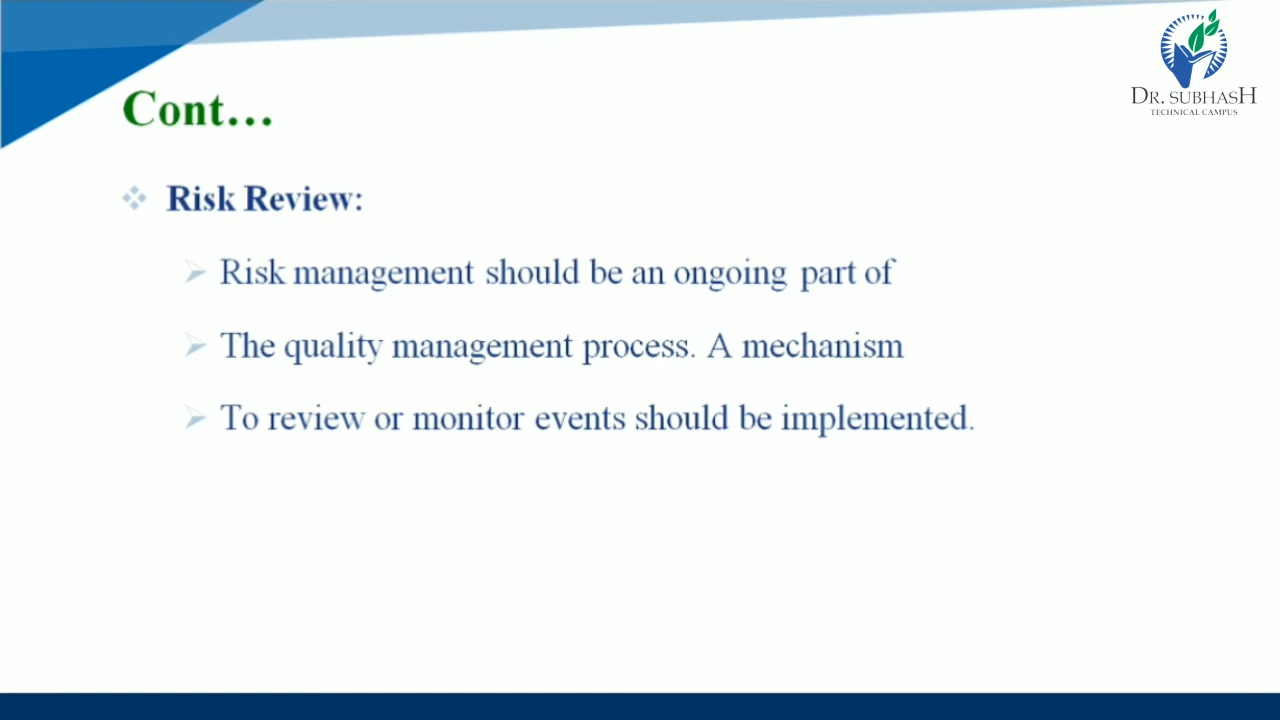 DR. SUBHASH
TECHNICAL CAMPUS
Cont...
Risk Review:
Risk management should be an ongoing part of
The quality management process. A mechanism
To review or monitor events should be implemented.